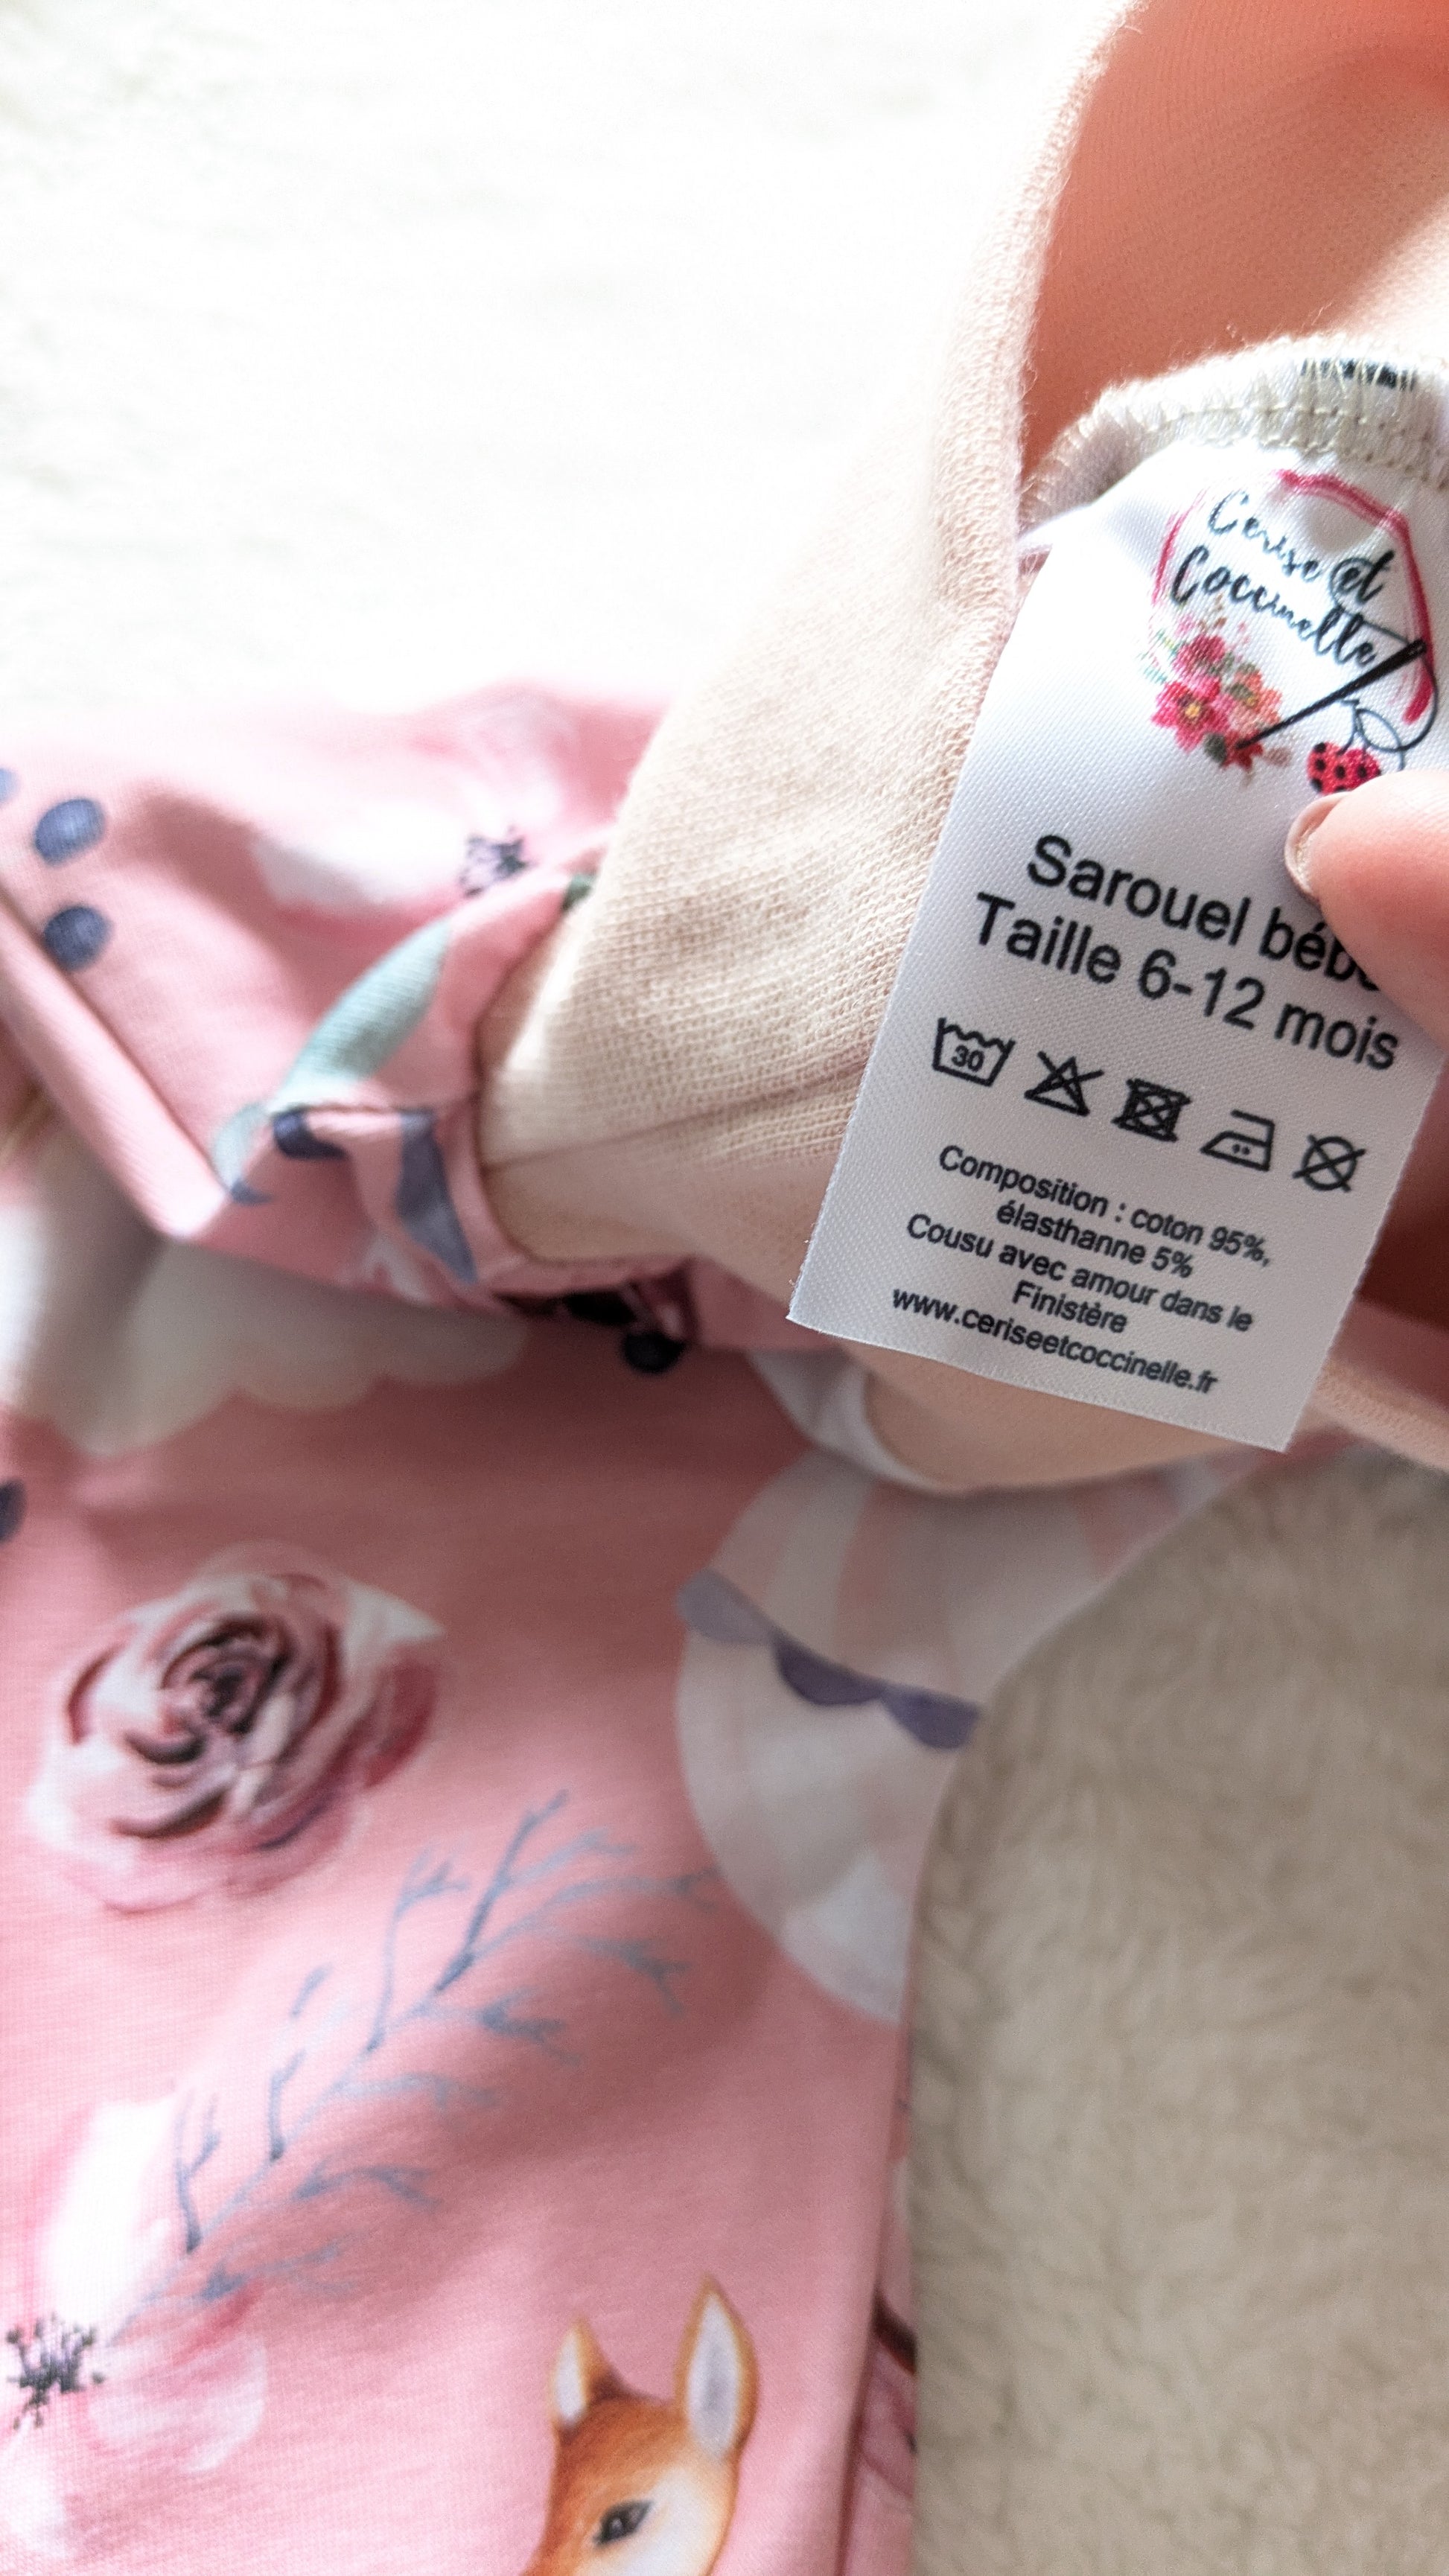 Cerise et
Coccinelle
Sarouel bébé
Taille 6-12 mois
30
Composition : coton 95%,
élasthanne 5%
Cousu avec amour dans le
Finistère
www.ceriseetcoccinelle.fr